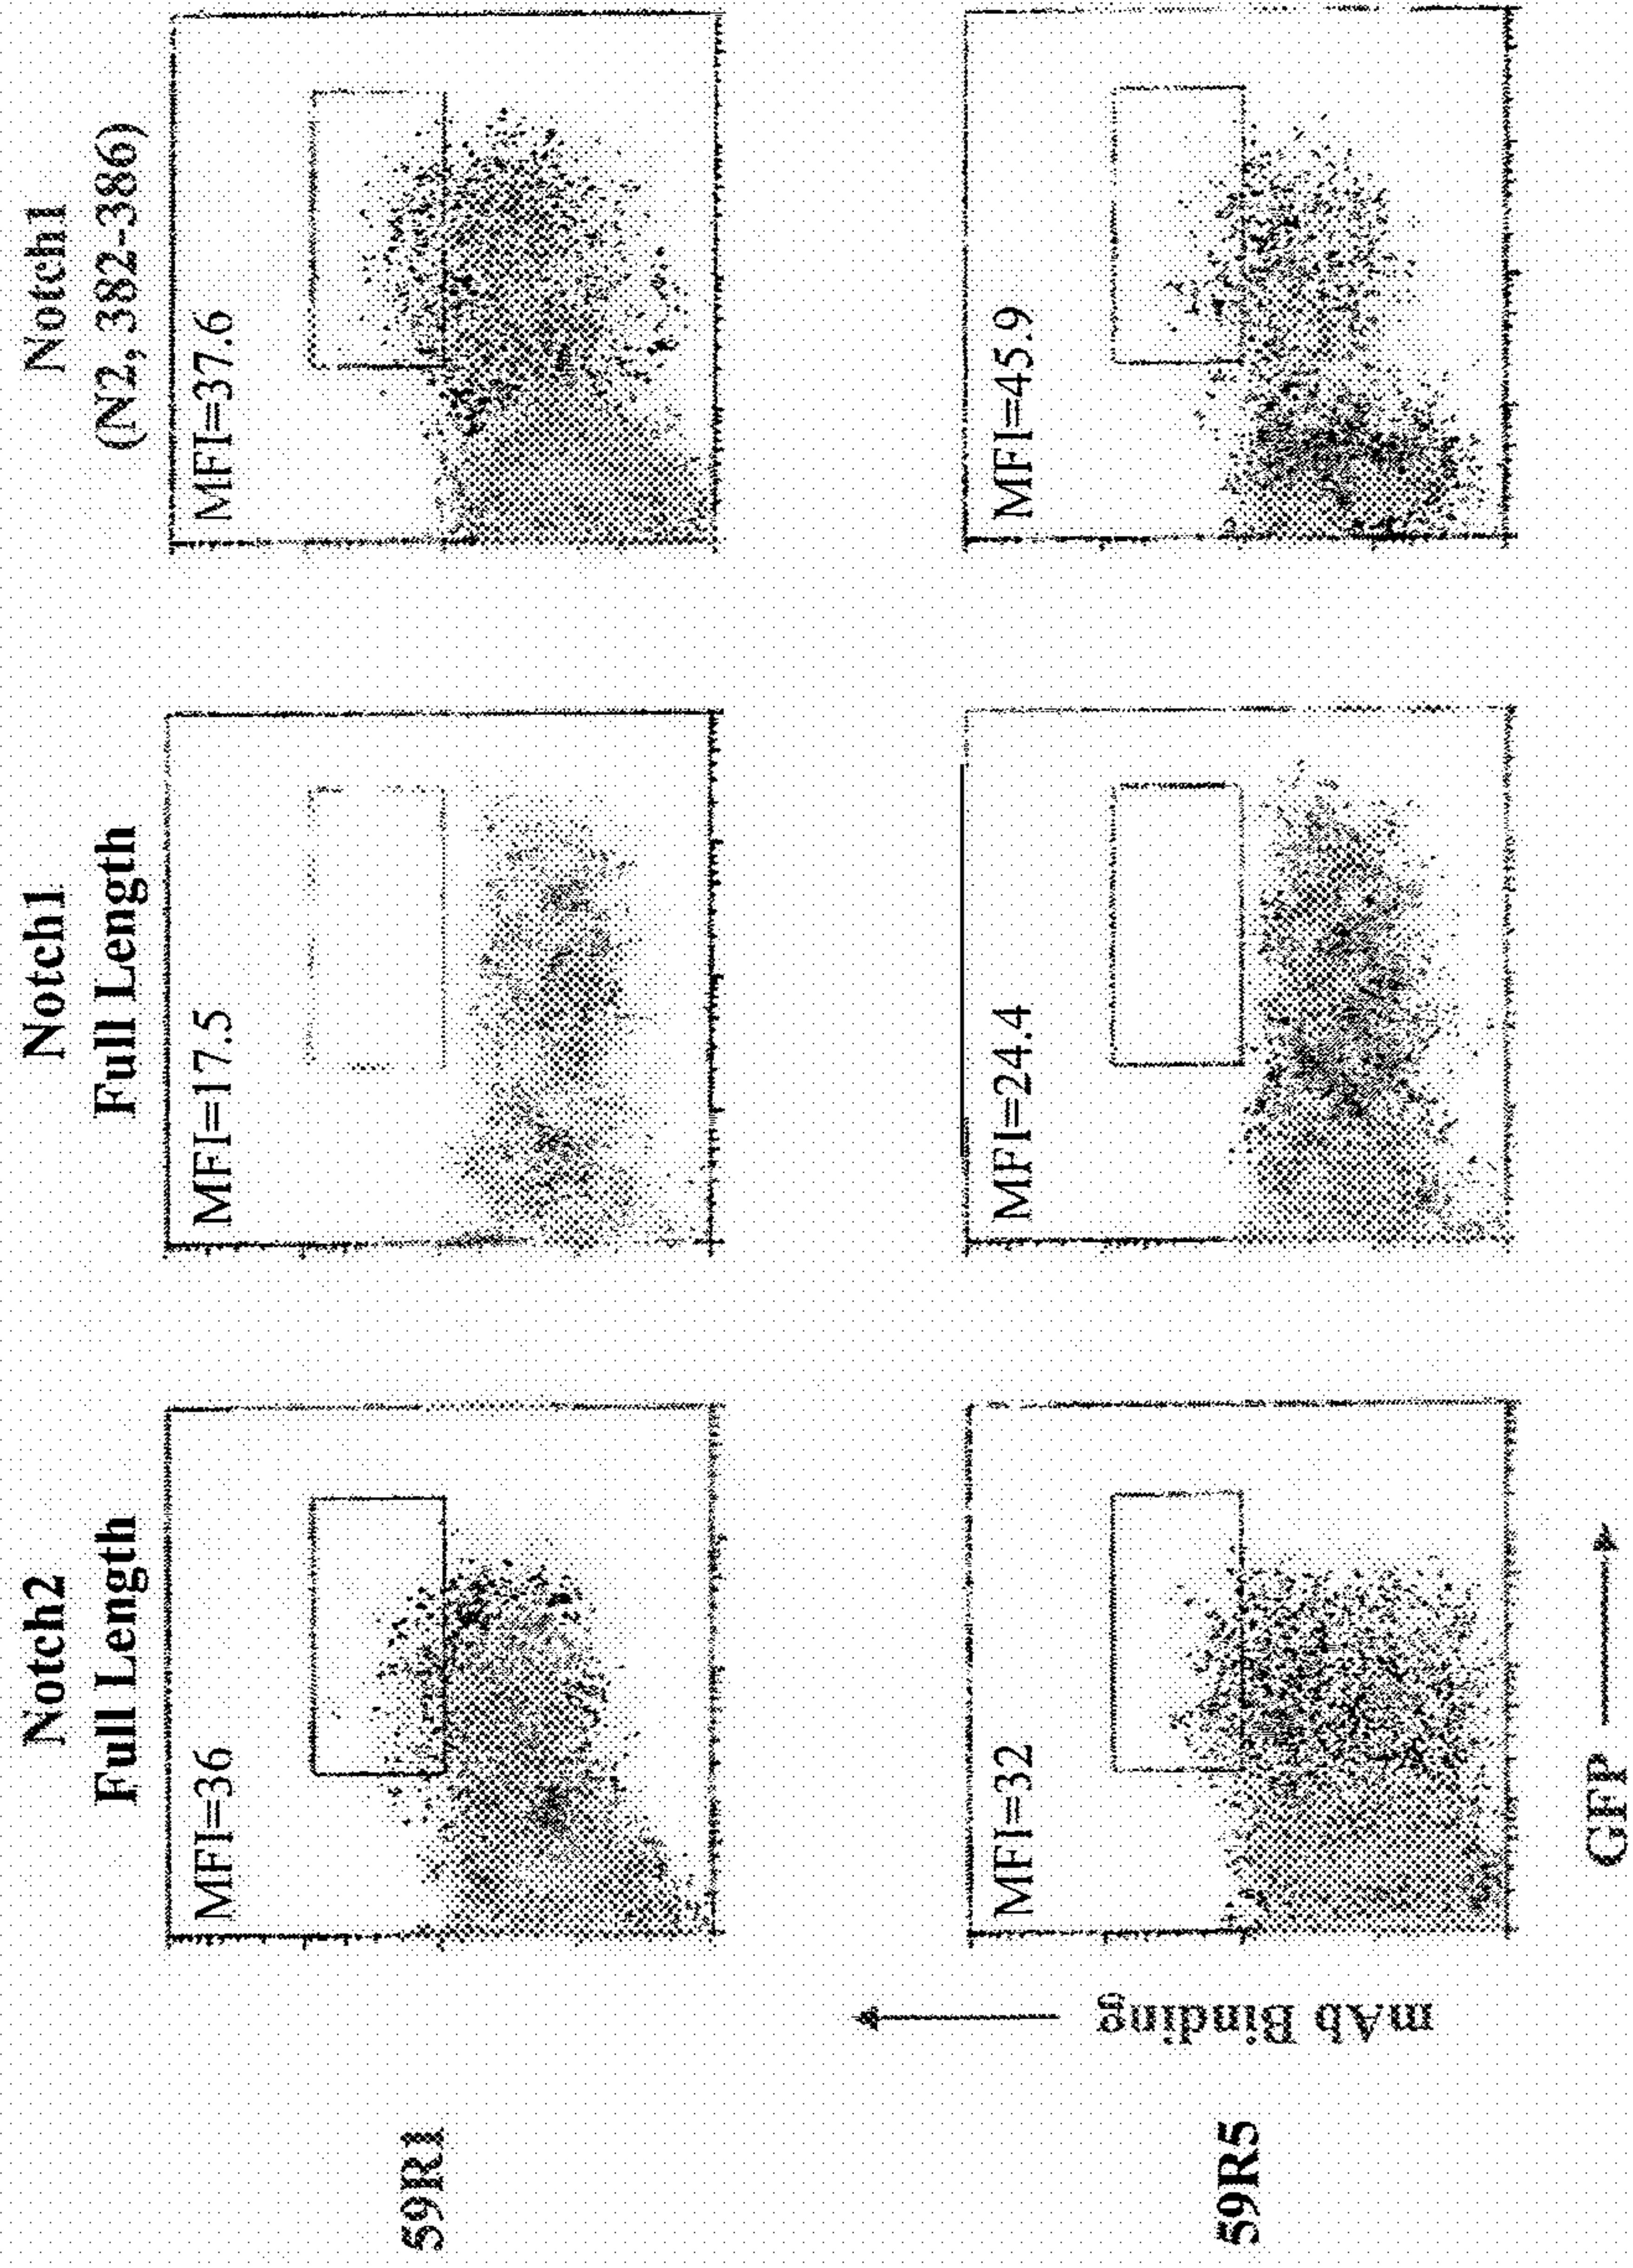 Notch2
Full Length
Notch1
Full Length
Notch1
(N2, 382-386)
59R1
MFI=36
MFI=17.5
MFI=37.6
59R5
MFI=32
MFI=24.4
MFI=45.9
mAb Binding
GFP